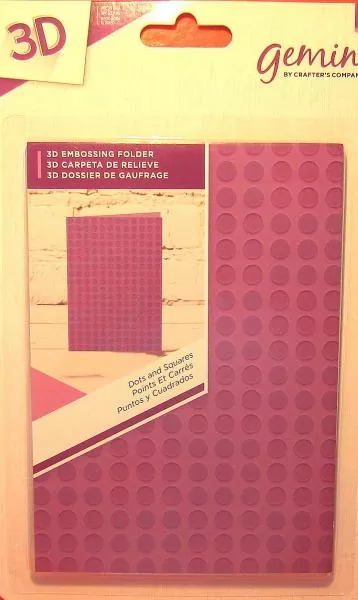 3D
Gemin
BY CRAFTER'S COMPAN
3D EMBOSSING FOLDER
3D CARPETA DE RELIEVE
3D DOSSIER DE GAUFRAGE
Dots and Squares
Points Et Carrés
Puntos y Cuadrados